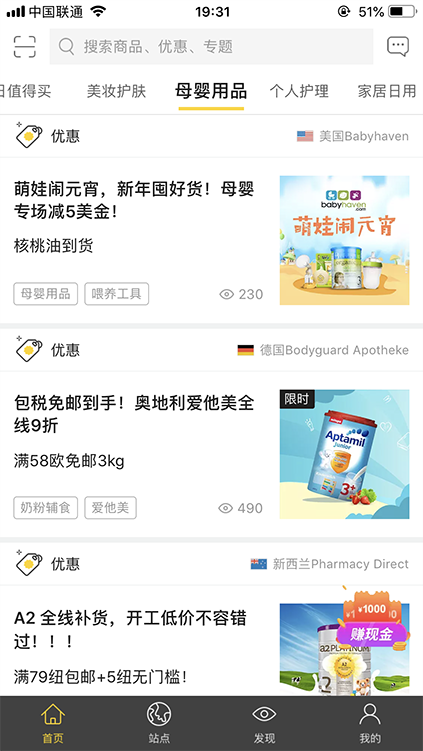 中国联通 19:31 51%
搜索商品、优惠、专题
日值得买 美妆护肤 母婴用品 个人护理 家居日用
优惠 美国Babyhaven
萌娃闹元宵，新年囤好货！母婴
专场减5美金！
核桃油到货
母婴用品 喂养工具 230
babyhaven
.com
萌娃闹元宵
优惠 德国Bodyguard Apotheke
包税免邮到手！奥地利爱他美全
线9折
满58欧免邮3kg
奶粉辅食 爱他美 490
限时
Aptamil
Junior
3+
优惠 新西兰Pharmacy Direct
A2 全线补货，开工低价不容错
过！！！
满79纽包邮+5纽无门槛！
¥1000
赚现金
a2 PLATINUM
A2
2
首页 站点 发现 我的